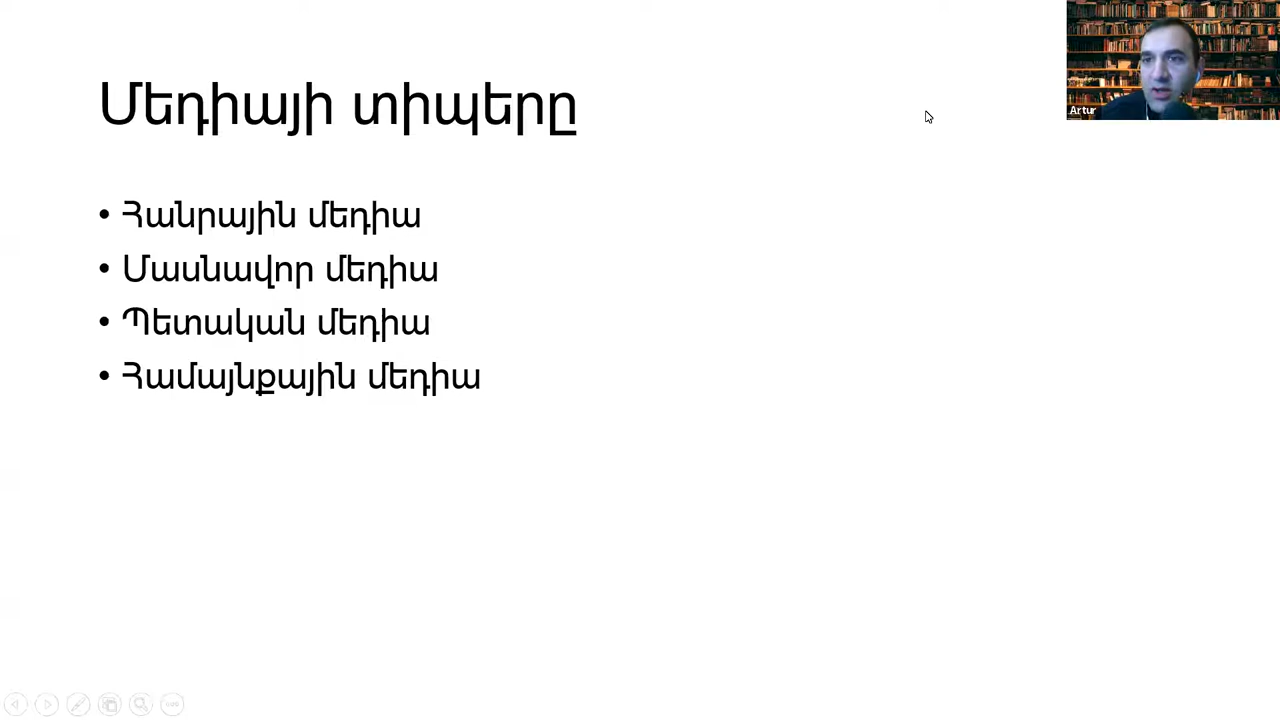 Մեդիայի տիպերը
Artur
• Հանրային մեդիա
• Մասնավոր մեդիա
• Պետական մեդիա
• Համայնքային մեդիա